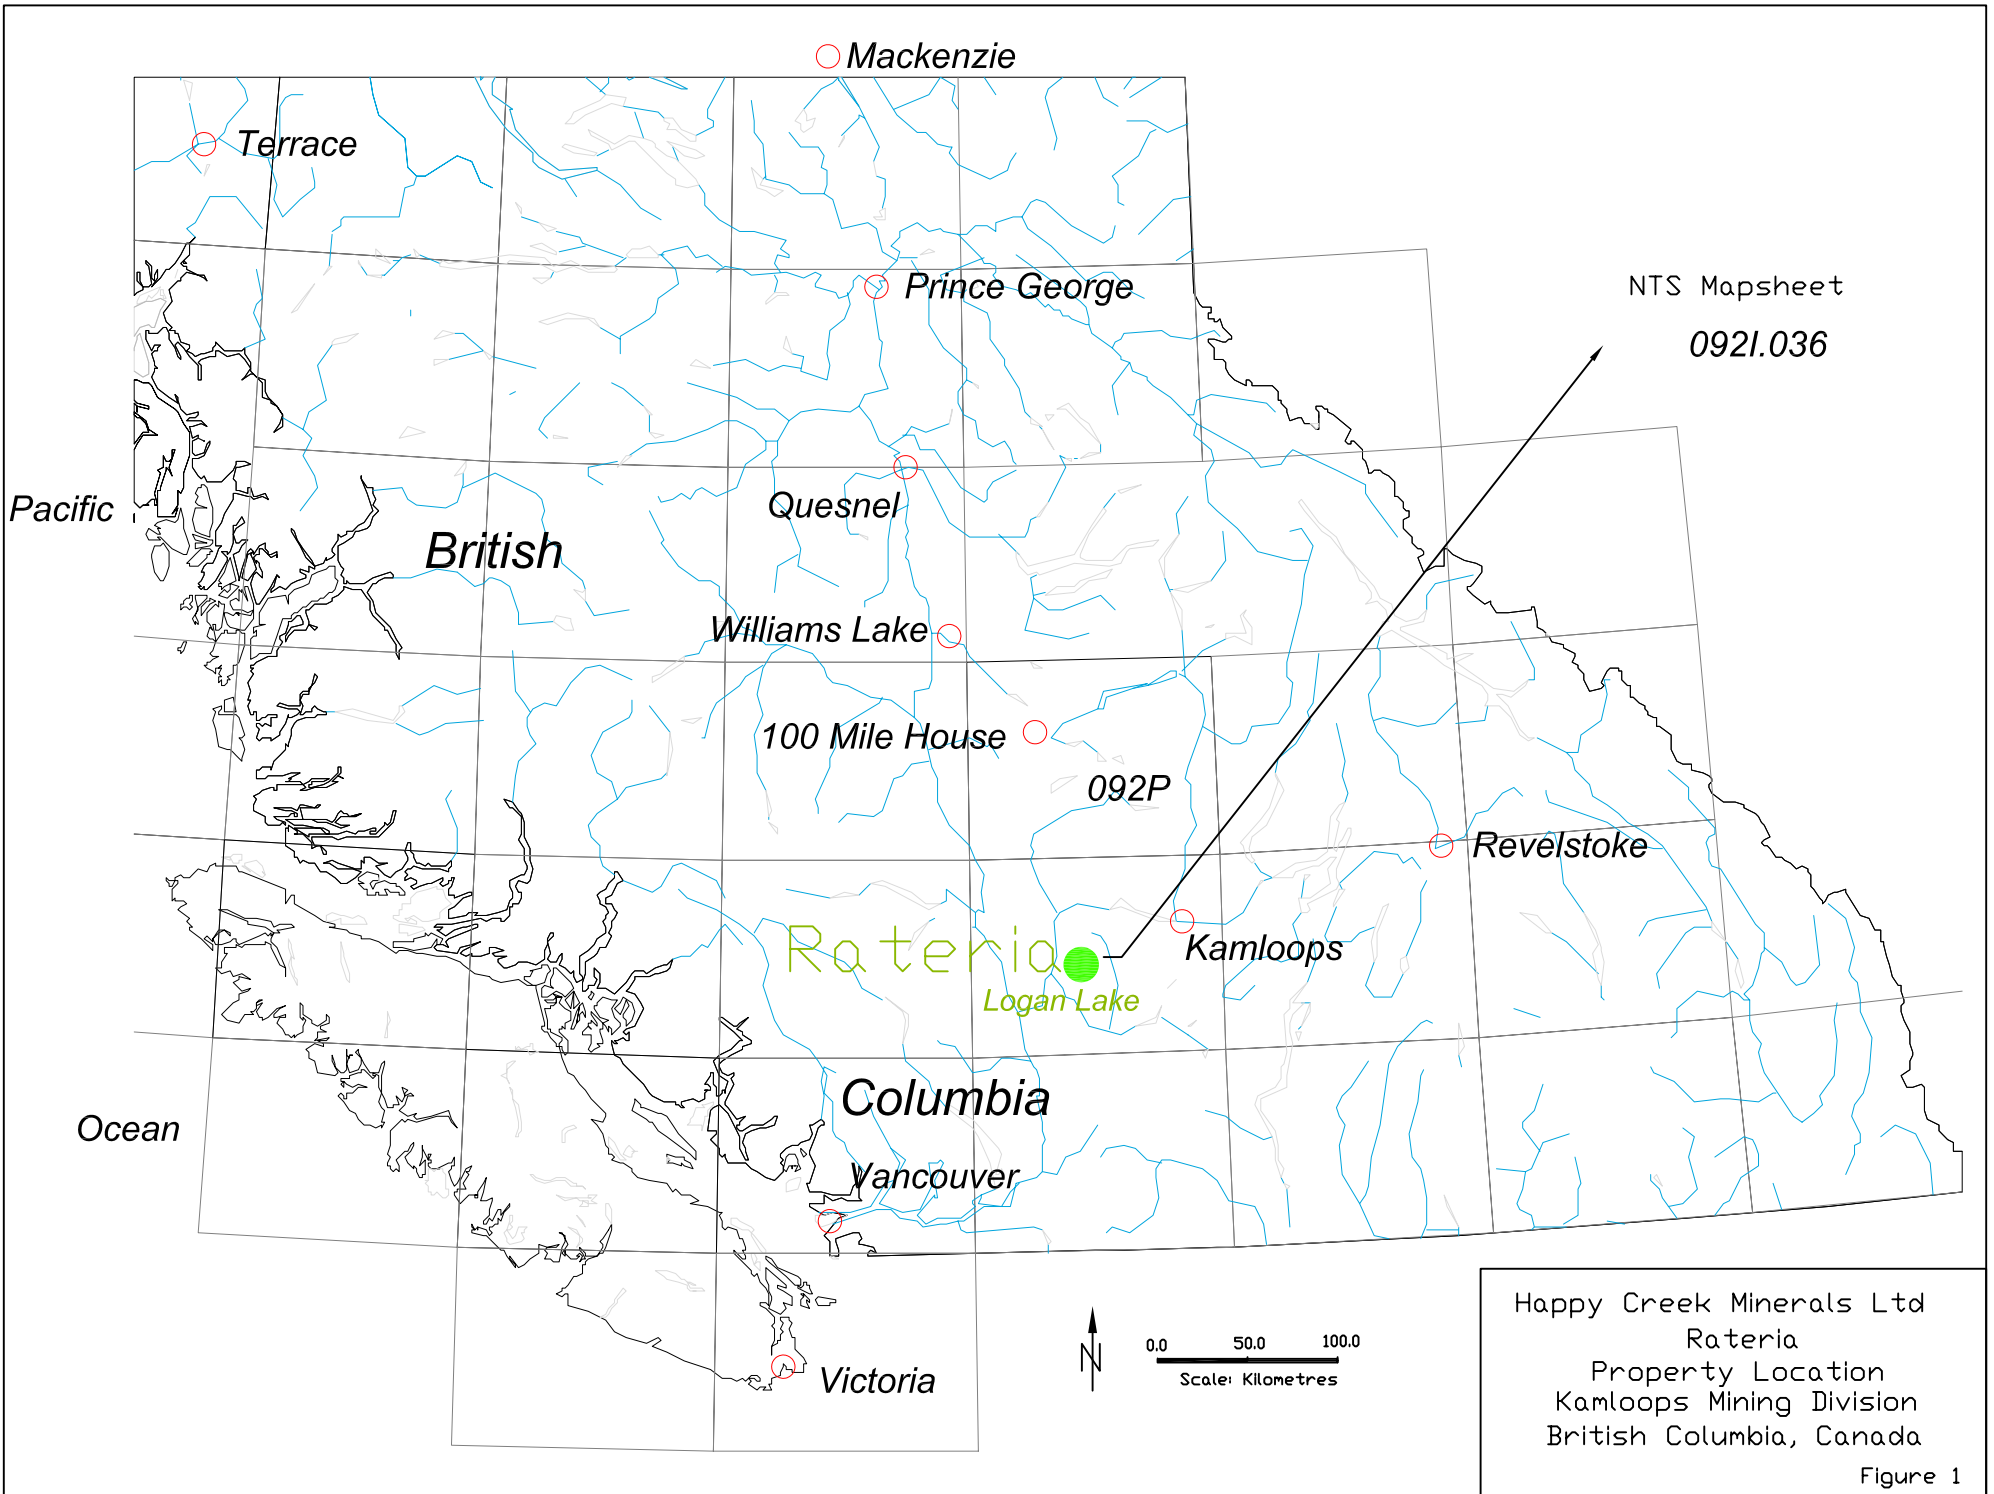 Mackenzie
Terrace
Prince George
NTS Mapsheet
092I.036
Pacific
Quesnel
British
Williams Lake
100 Mile House
092P
Revelstoke
Rateria
Kamloops
Logan Lake
Columbia
Ocean
Vancouver
Victoria
N
0.0 50.0 100.0
Scale: Kilometres
Happy Creek Minerals Ltd
Rateria
Property Location
Kamloops Mining Division
British Columbia, Canada
Figure 1